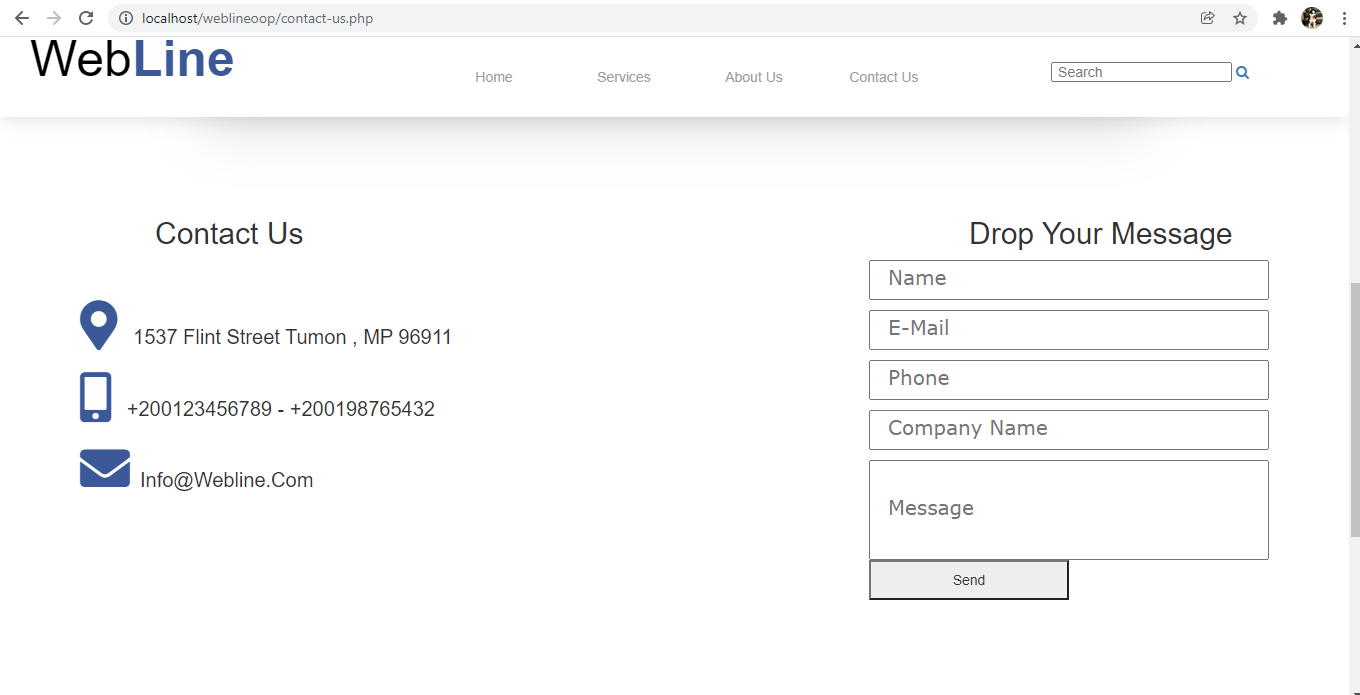 localhost/weblineoop/contact-us.php
WebLine
Home Services About Us Contact Us Search
Contact Us
1537 Flint Street Tumon , MP 96911
+200123456789 - +200198765432
Info@Webline.Com
Drop Your Message
Name
E-Mail
Phone
Company Name
Message
Send